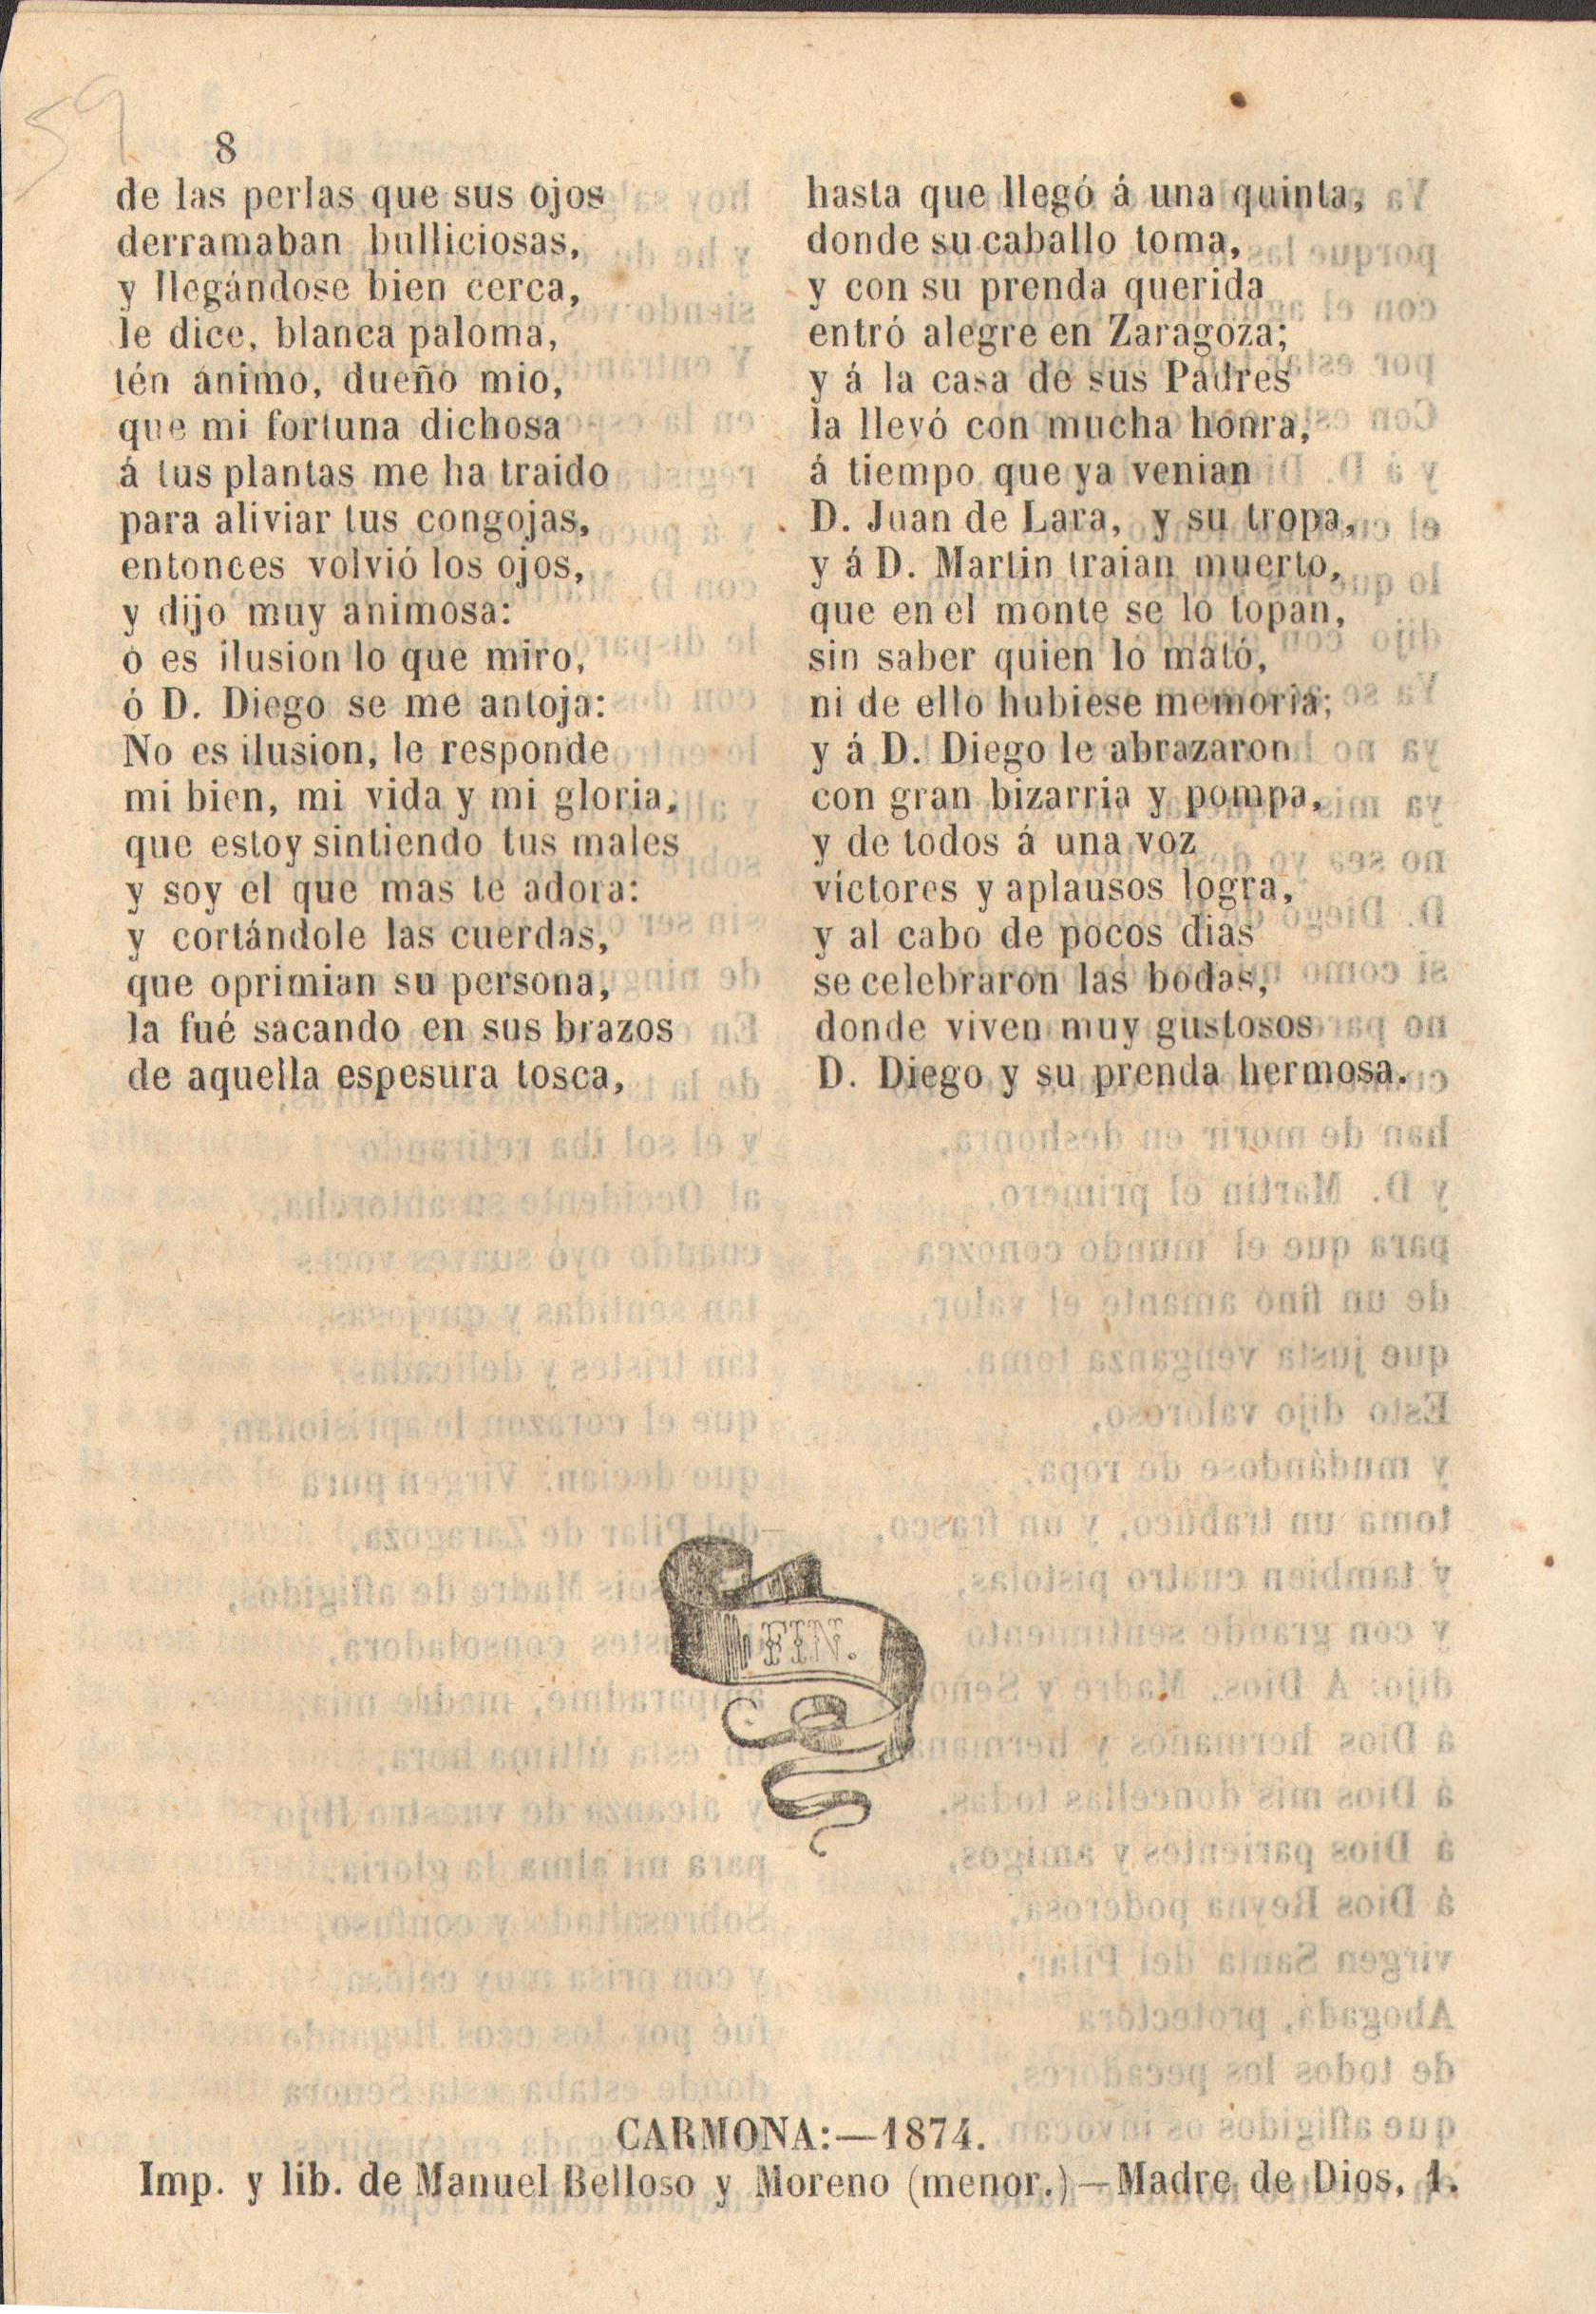 59
8
de las perlas que sus ojos
derramaban bulliciosas,
y llegándose bien cerca,
le dice, blanca paloma,
tén ánimo, dueño mio,
que mi fortuna dichosa
á tus plantas me ha traido
para aliviar tus congojas,
entonces volvió los ojos,
y dijo muy animosa:
ó es ilusion lo que miro,
ó D. Diego se me antoja:
No es ilusion, le responde
mi bien, mi vida y mi gloria,
que estoy sintiendo tus males
y soy el que mas te adora:
y cortándole las cuerdas,
que oprimian su persona,
la fué sacando en sus brazos
de aquella espesura tosca,
hasta que llegó á una quinta,
donde su caballo toma,
y con su prenda querida
entró alegre en Zaragoza;
y á la casa de sus Padres
la llevó con mucha honra,
á tiempo que ya venian
D. Juan de Lara, y su tropa,
y á D. Martin traian muerto,
que en el monte se lo topan,
sin saber quien lo mató,
ni de ello hubiese memoria;
y á D. Diego le abrazaron
con gran bizarria y pompa,
y de todos á una voz
víctores y aplausos logra,
y al cabo de pocos dias
se celebraron las bodas,
donde viven muy gustosos
D. Diego y su prenda hermosa.
FIN.
CARMONA:—1874.
Imp. y lib. de Manuel Belloso y Moreno (menor.)—Madre de Dios, 1.